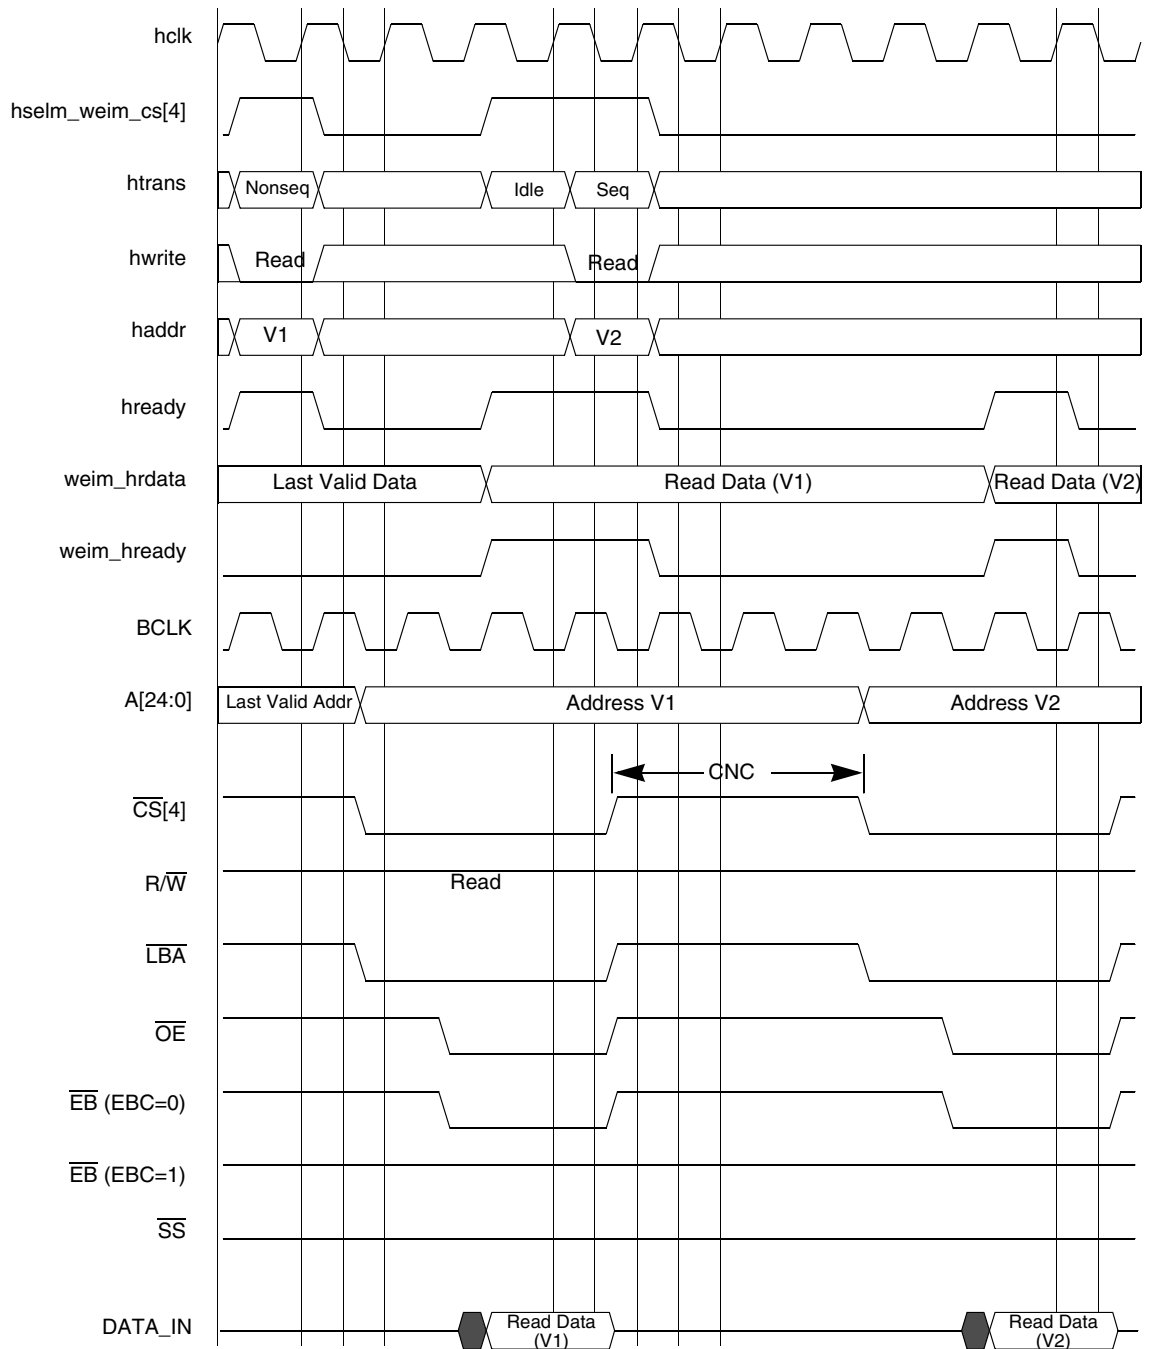 hclk
hselm_weim_cs[4]
htrans Nonseq Idle Seq
hwrite Read Read
haddr V1 V2
hready
weim_hrdata Last Valid Data Read Data (V1) Read Data (V2)
weim_hready
BCLK
A[24:0] Last Valid Addr Address V1 Address V2
CNC
CS[4]
R/W Read
LBA
OE
EB (EBC=0)
EB (EBC=1)
SS
DATA_IN Read Data (V1) Read Data (V2)